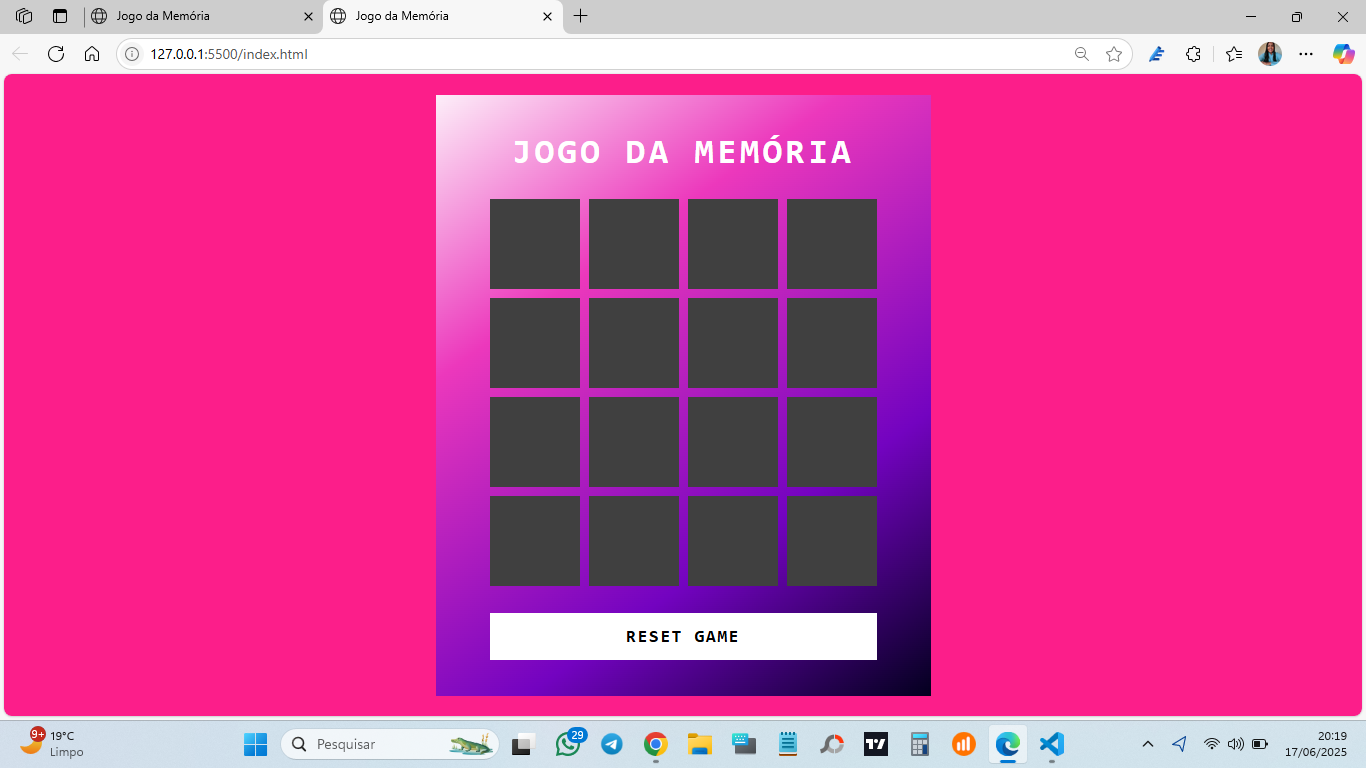 Jogo da Memória
Jogo da Memória
127.0.0.1:5500/index.html
JOGO DA MEMÓRIA
RESET GAME
9+
19°C
Limpo
Pesquisar
29
20:19
17/06/2025